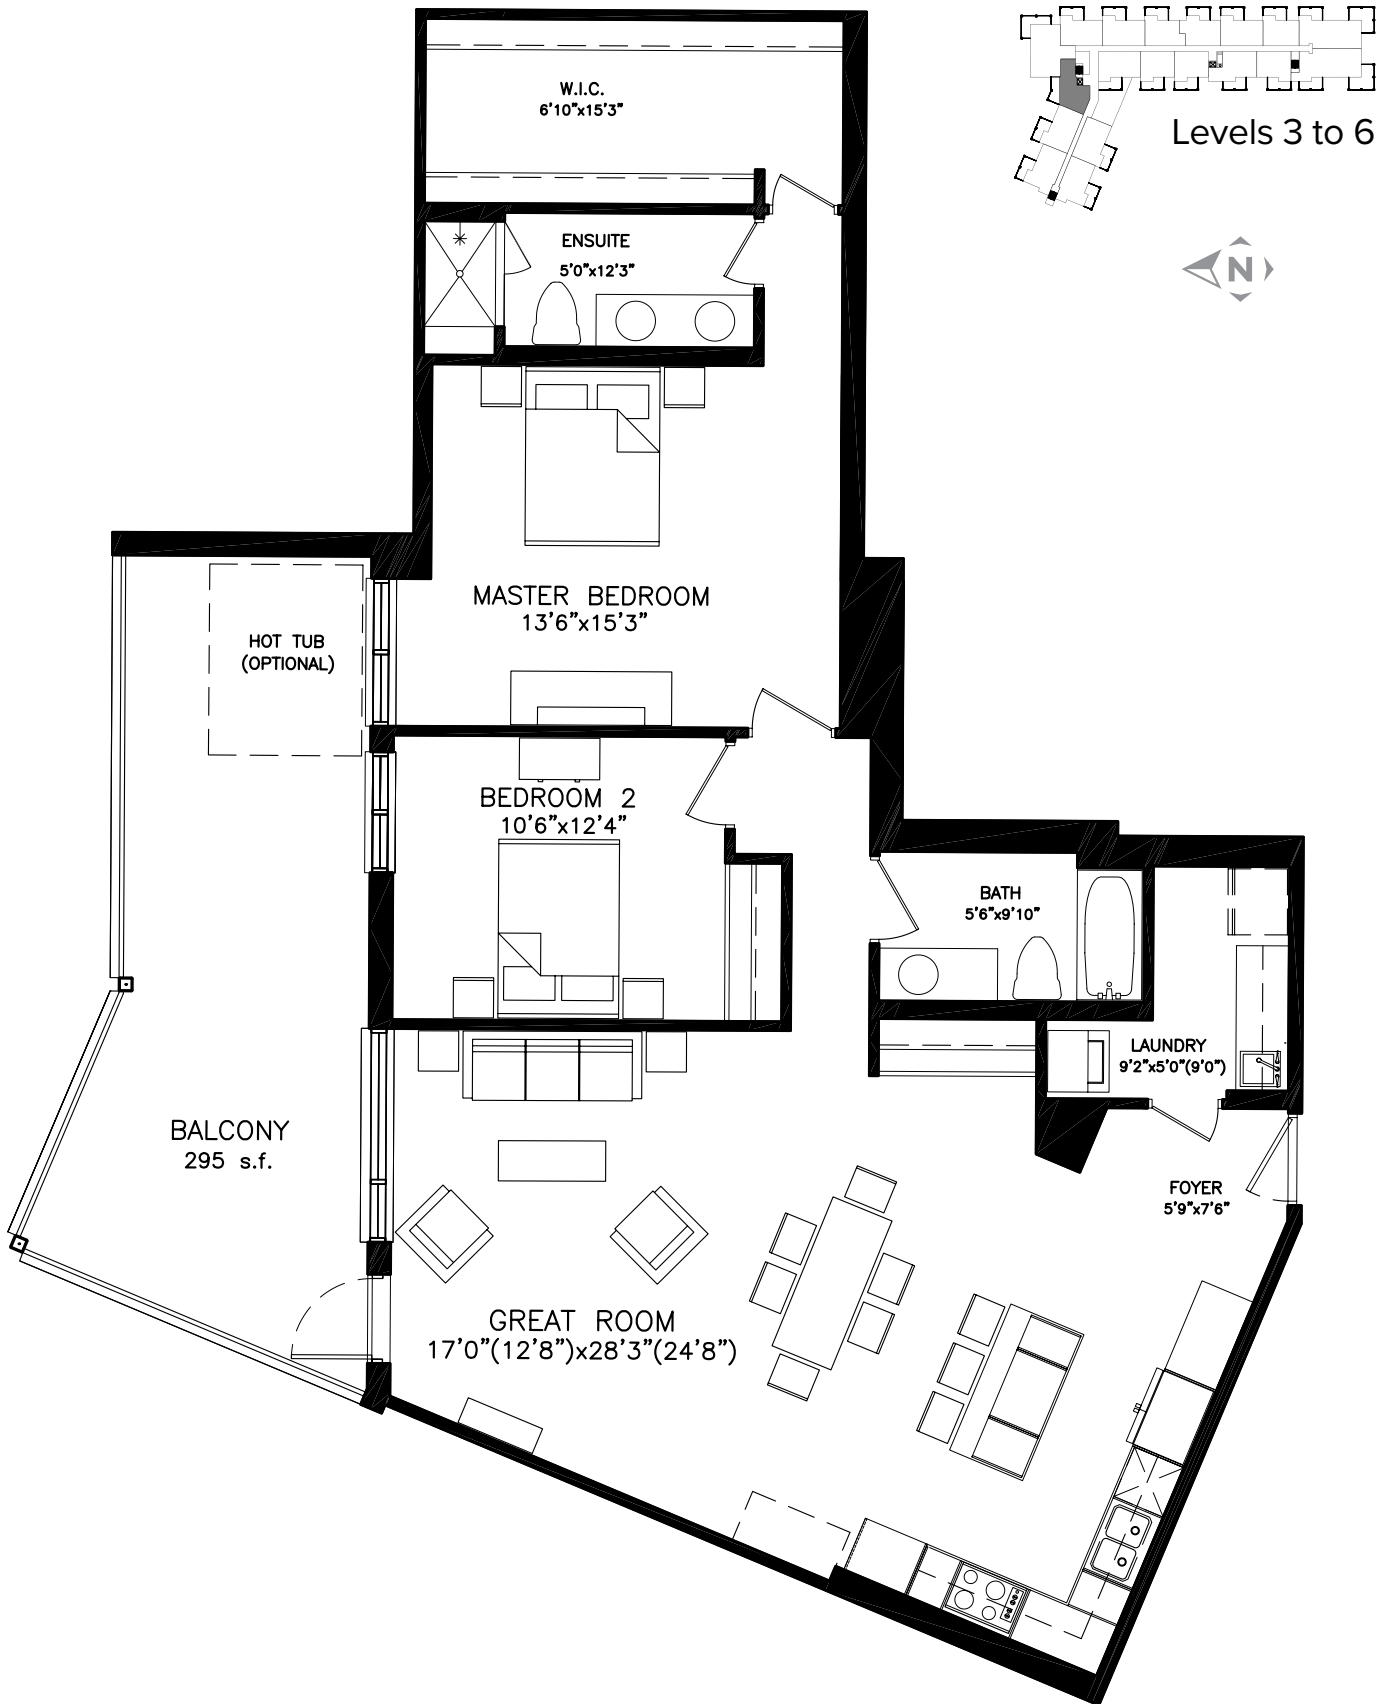 W.I.C.
6'10"x15'3"
Levels 3 to 6
N
ENSUITE
5'0"x12'3"
MASTER BEDROOM
13'6"x15'3"
HOT TUB
(OPTIONAL)
BEDROOM 2
10'6"x12'4"
BATH
5'6"x9'10"
LAUNDRY
9'2"x5'0"(9'0")
BALCONY
295 s.f.
FOYER
5'9"x7'6"
GREAT ROOM
17'0"(12'8")x28'3"(24'8")